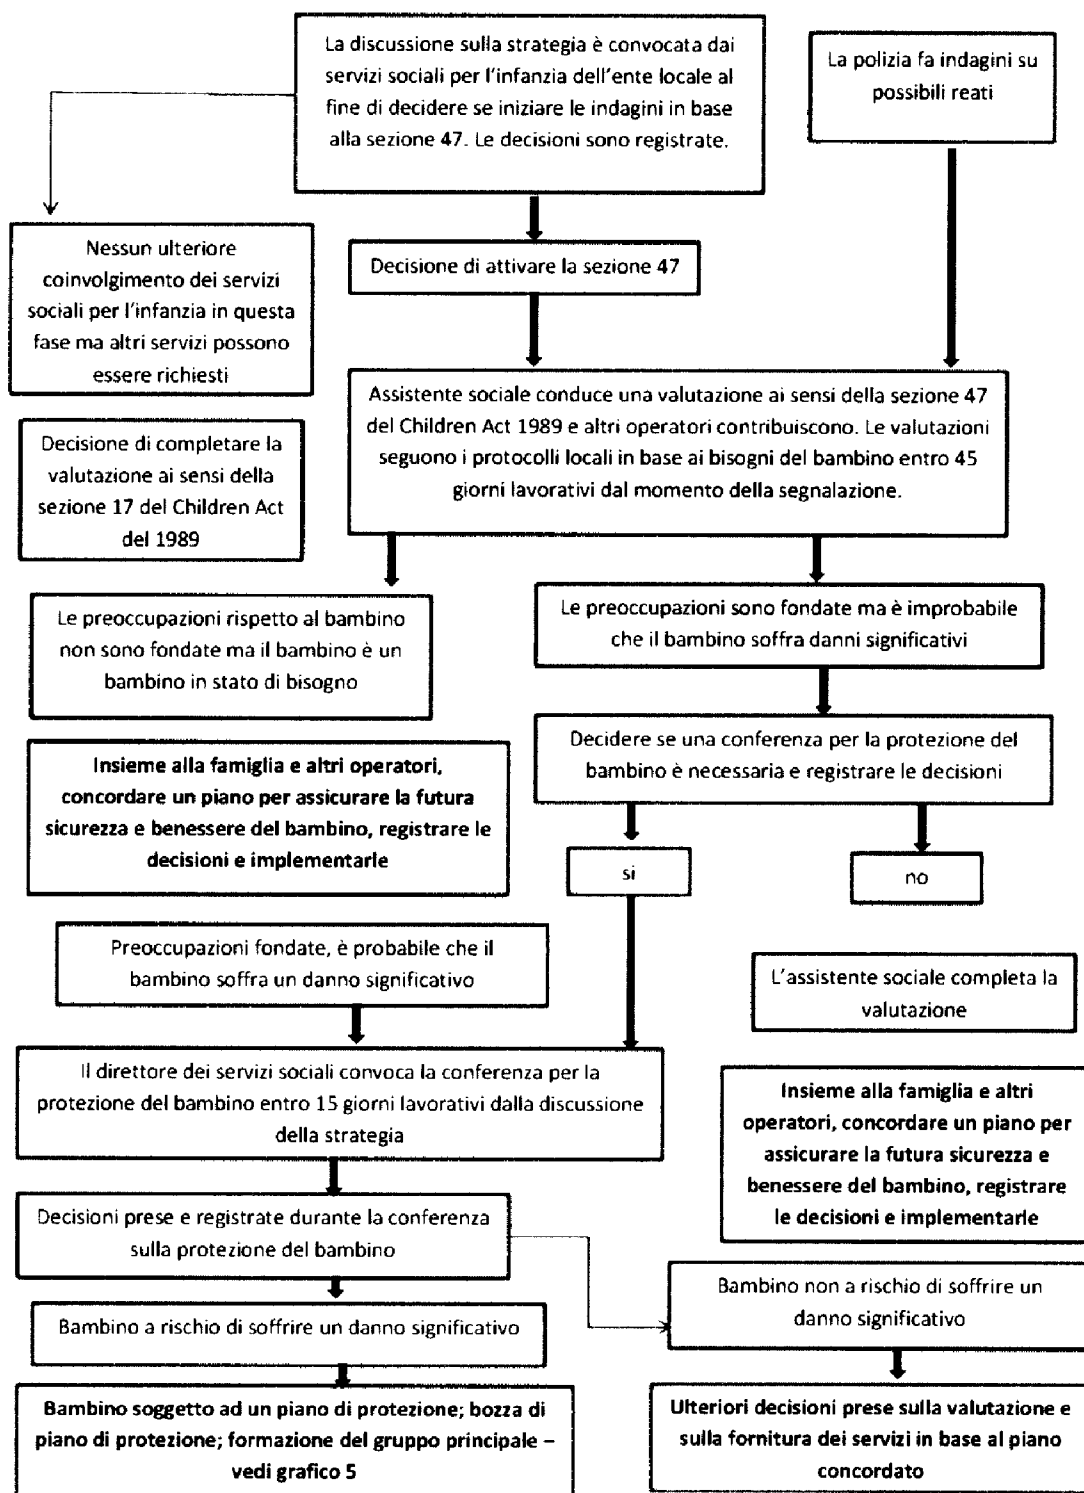 La discussione sulla strategia è convocata dai
servizi sociali per l'infanzia dell'ente locale al
fine di decidere se iniziare le indagini in base
alla sezione 47. Le decisioni sono registrate.
La polizia fa indagini su
possibili reati
Nessun ulteriore
coinvolgimento dei servizi
sociali per l'infanzia in questa
fase ma altri servizi possono
essere richiesti
Decisione di attivare la sezione 47
Assistente sociale conduce una valutazione ai sensi della sezione 47
del Children Act 1989 e altri operatori contribuiscono. Le valutazioni
seguono i protocolli locali in base ai bisogni del bambino entro 45
giorni lavorativi dal momento della segnalazione.
Decisione di completare la
valutazione ai sensi della
sezione 17 del Children Act
del 1989
Le preoccupazioni rispetto al bambino
non sono fondate ma il bambino è un
bambino in stato di bisogno
Le preoccupazioni sono fondate ma è improbabile
che il bambino soffra danni significativi
Decidere se una conferenza per la protezione del
bambino è necessaria e registrare le decisioni
Insieme alla famiglia e altri operatori,
concordare un piano per assicurare la futura
sicurezza e benessere del bambino, registrare le
decisioni e implementarle
si
no
Preoccupazioni fondate, è probabile che il
bambino soffra un danno significativo
L'assistente sociale completa la
valutazione
Il direttore dei servizi sociali convoca la conferenza per la
protezione del bambino entro 15 giorni lavorativi dalla discussione
della strategia
Insieme alla famiglia e altri
operatori, concordare un piano per
assicurare la futura sicurezza e
benessere del bambino, registrare
le decisioni e implementarle
Decisioni prese e registrate durante la conferenza
sulla protezione del bambino
Bambino non a rischio di soffrire un
danno significativo
Bambino a rischio di soffrire un danno significativo
Bambino soggetto ad un piano di protezione; bozza di
piano di protezione; formazione del gruppo principale –
vedi grafico 5
Ulteriori decisioni prese sulla valutazione e
sulla fornitura dei servizi in base al piano
concordato